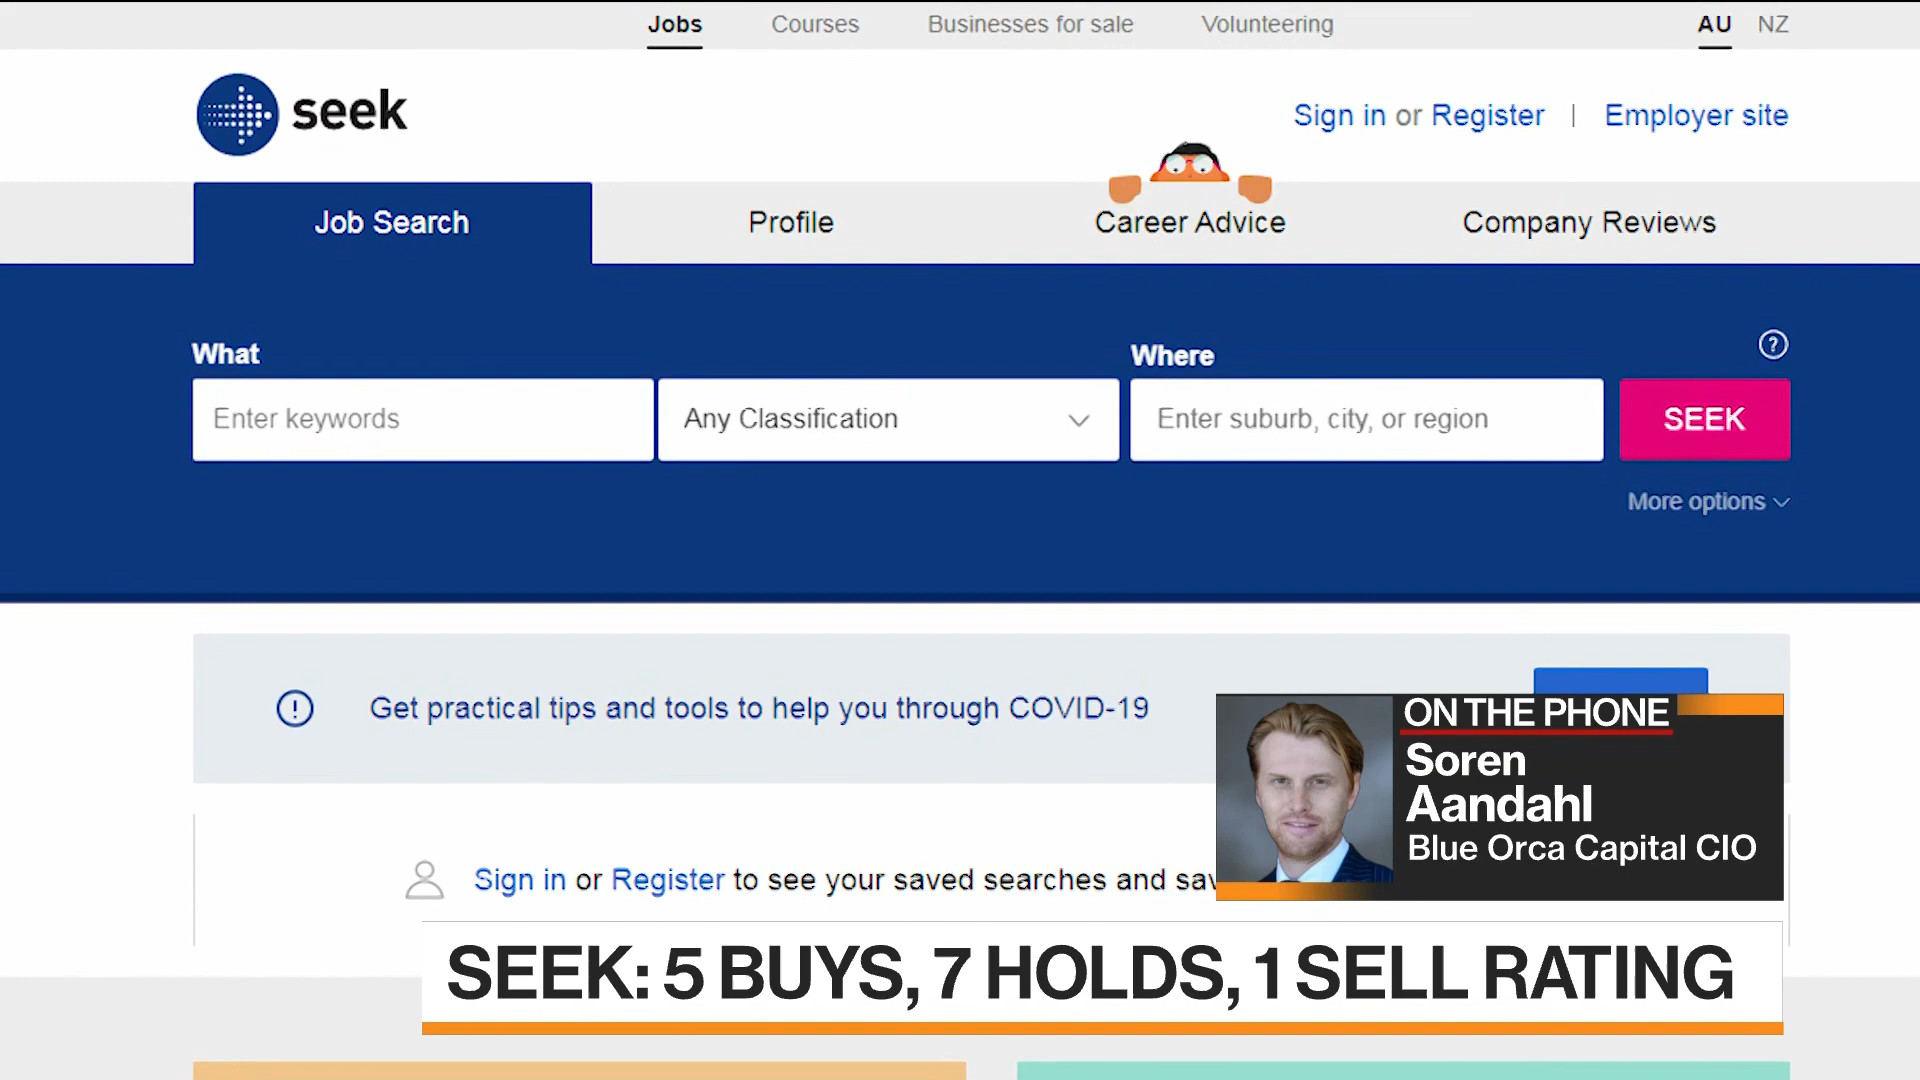 Jobs Courses Businesses for sale Volunteering AU NZ
seek
Sign in or Register | Employer site
Job Search Profile Career Advice Company Reviews
What Where ?
Enter keywords Any Classification Enter suburb, city, or region SEEK
More options
! Get practical tips and tools to help you through COVID-19
ON THE PHONE
Soren
Aandahl
Blue Orca Capital CIO
Sign in or Register to see your saved searches and
SEEK: 5 BUYS, 7 HOLDS, 1 SELL RATING